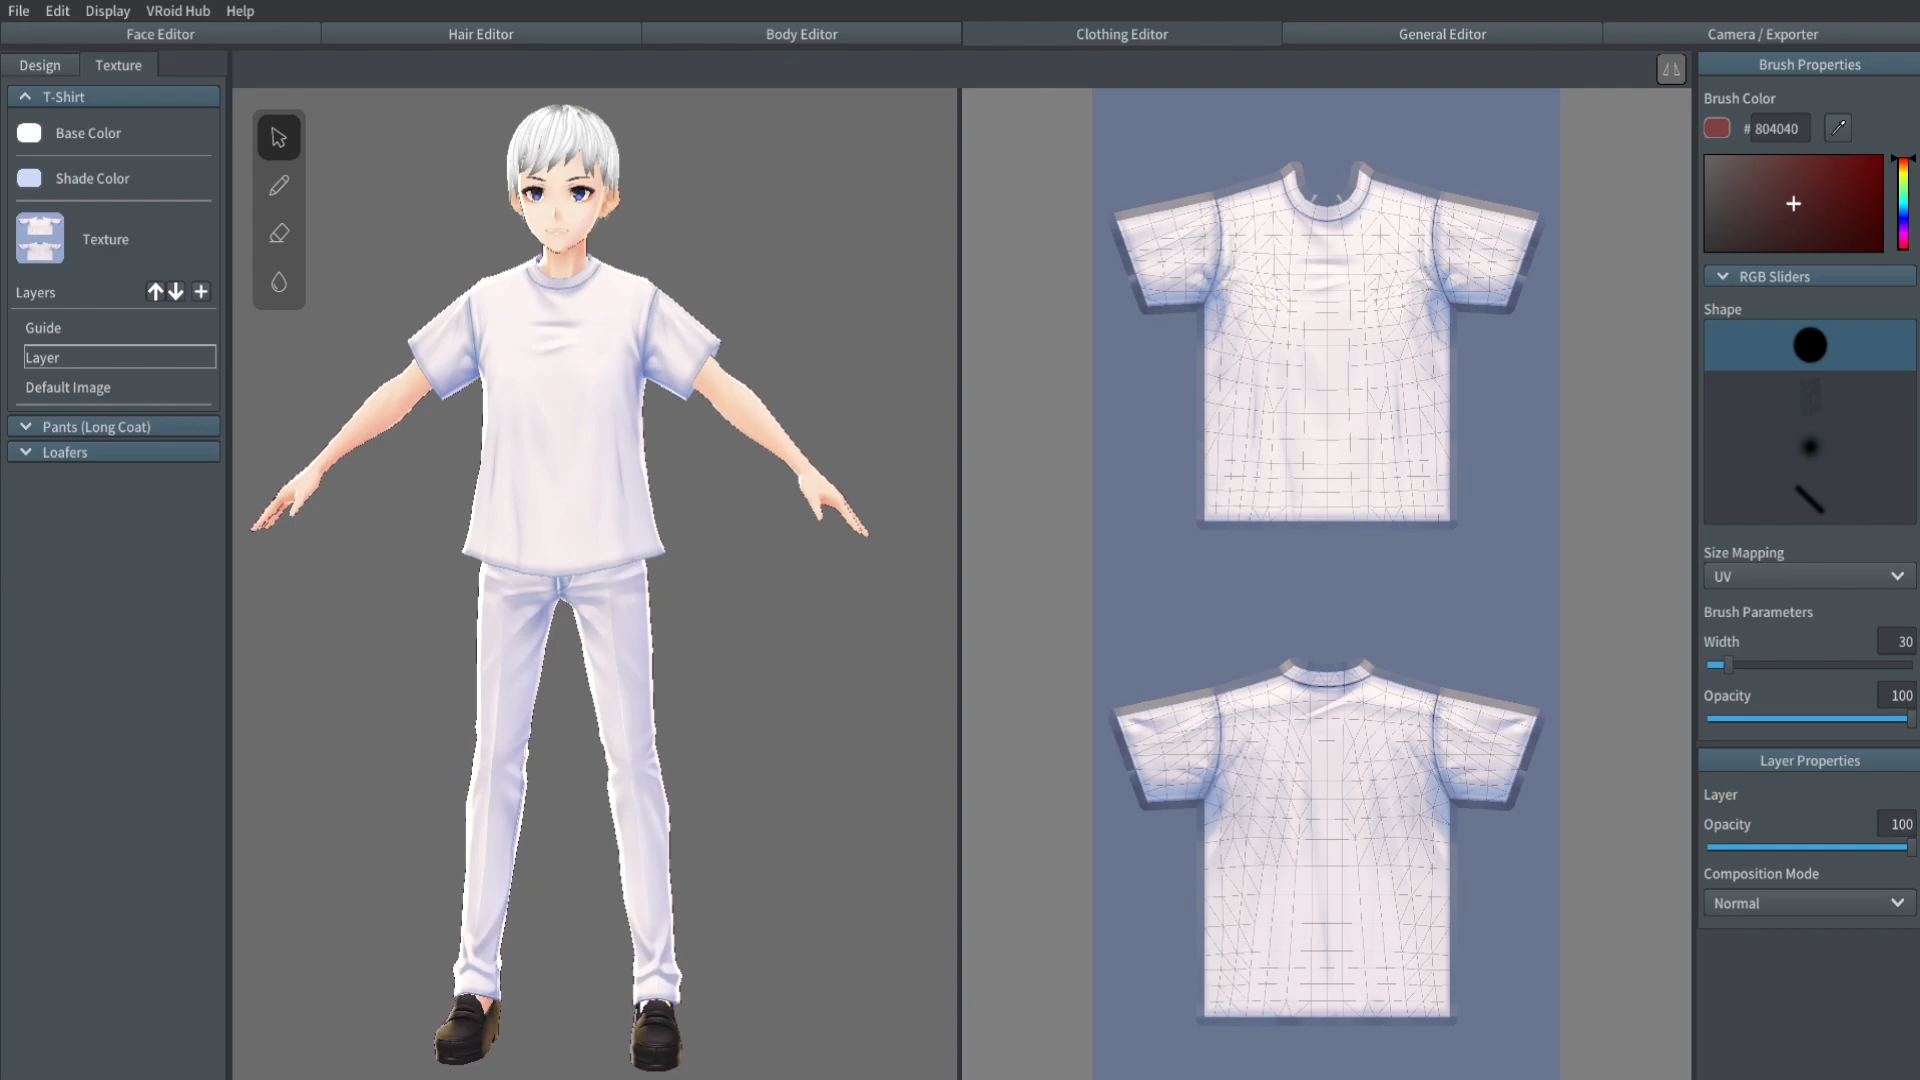 File Edit Display VRoid Hub Help
Face Editor Hair Editor Body Editor Clothing Editor General Editor Camera / Exporter
Design Texture
T-Shirt
Base Color
Shade Color
Texture
Layers
Guide
Layer
Default Image
Pants (Long Coat)
Loafers
Brush Properties
Brush Color
# 804040
RGB Sliders
Shape
Size Mapping
UV
Brush Parameters
Width 30
Opacity 100
Layer Properties
Layer
Opacity 100
Composition Mode
Normal